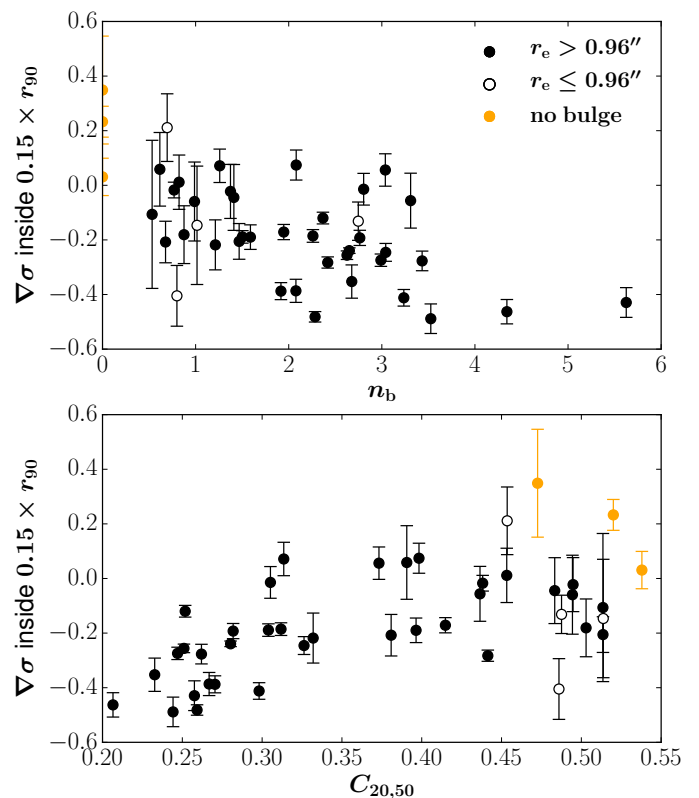 0.6
0.4
0.2
0.0
−0.2
−0.4
−0.6
∇σ inside 0.15 × r90
re > 0.96″
re ≤ 0.96″
no bulge
0 1 2 3 4 5 6
nb
0.6
0.4
0.2
0.0
−0.2
−0.4
−0.6
∇σ inside 0.15 × r90
0.20 0.25 0.30 0.35 0.40 0.45 0.50 0.55
C20,50